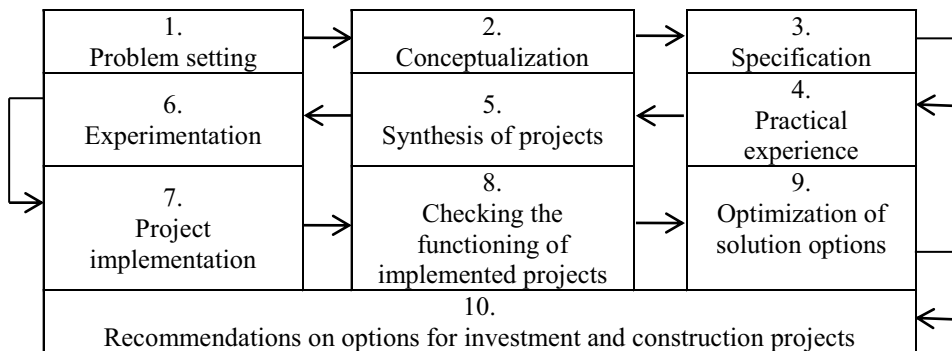 1.
Problem setting
2.
Conceptualization
3.
Specification
6.
Experimentation
5.
Synthesis of projects
4.
Practical
experience
7.
Project
implementation
8.
Checking the
functioning of
implemented projects
9.
Optimization of
solution options
10.
Recommendations on options for investment and construction projects